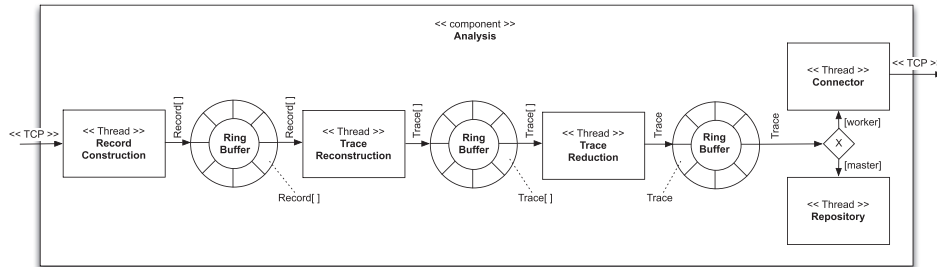 << component >>
Analysis
<< TCP >>
<< Thread >>
Record
Construction
Record[ ]
Ring
Buffer
Record[ ]
Record[ ]
<< Thread >>
Trace
Reconstruction
Trace[ ]
Ring
Buffer
Trace[ ]
Trace[ ]
<< Thread >>
Trace
Reduction
Trace
Ring
Buffer
Trace
Trace
X
[worker]
[master]
<< Thread >>
Connector
<< TCP >>
<< Thread >>
Repository